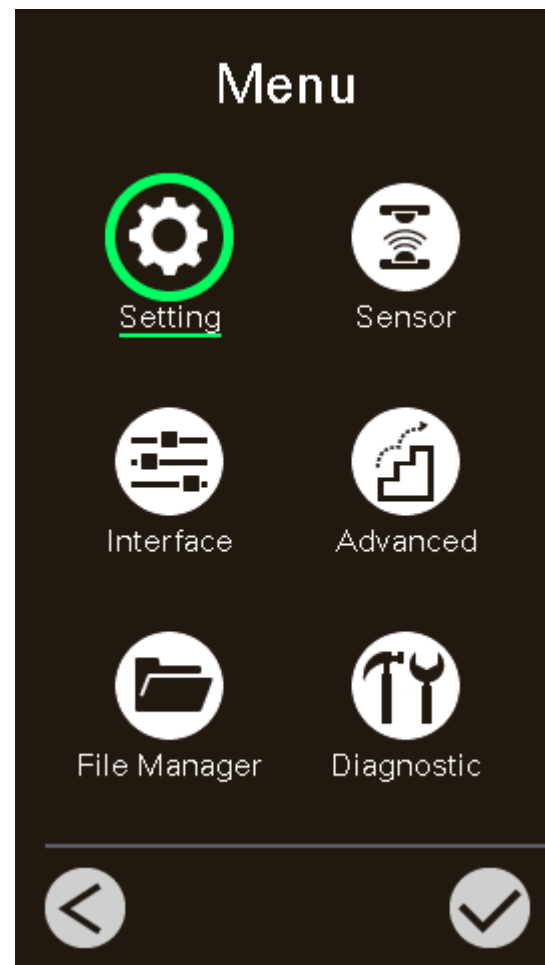 Menu
Setting
Sensor
Interface
Advanced
File Manager
Diagnostic